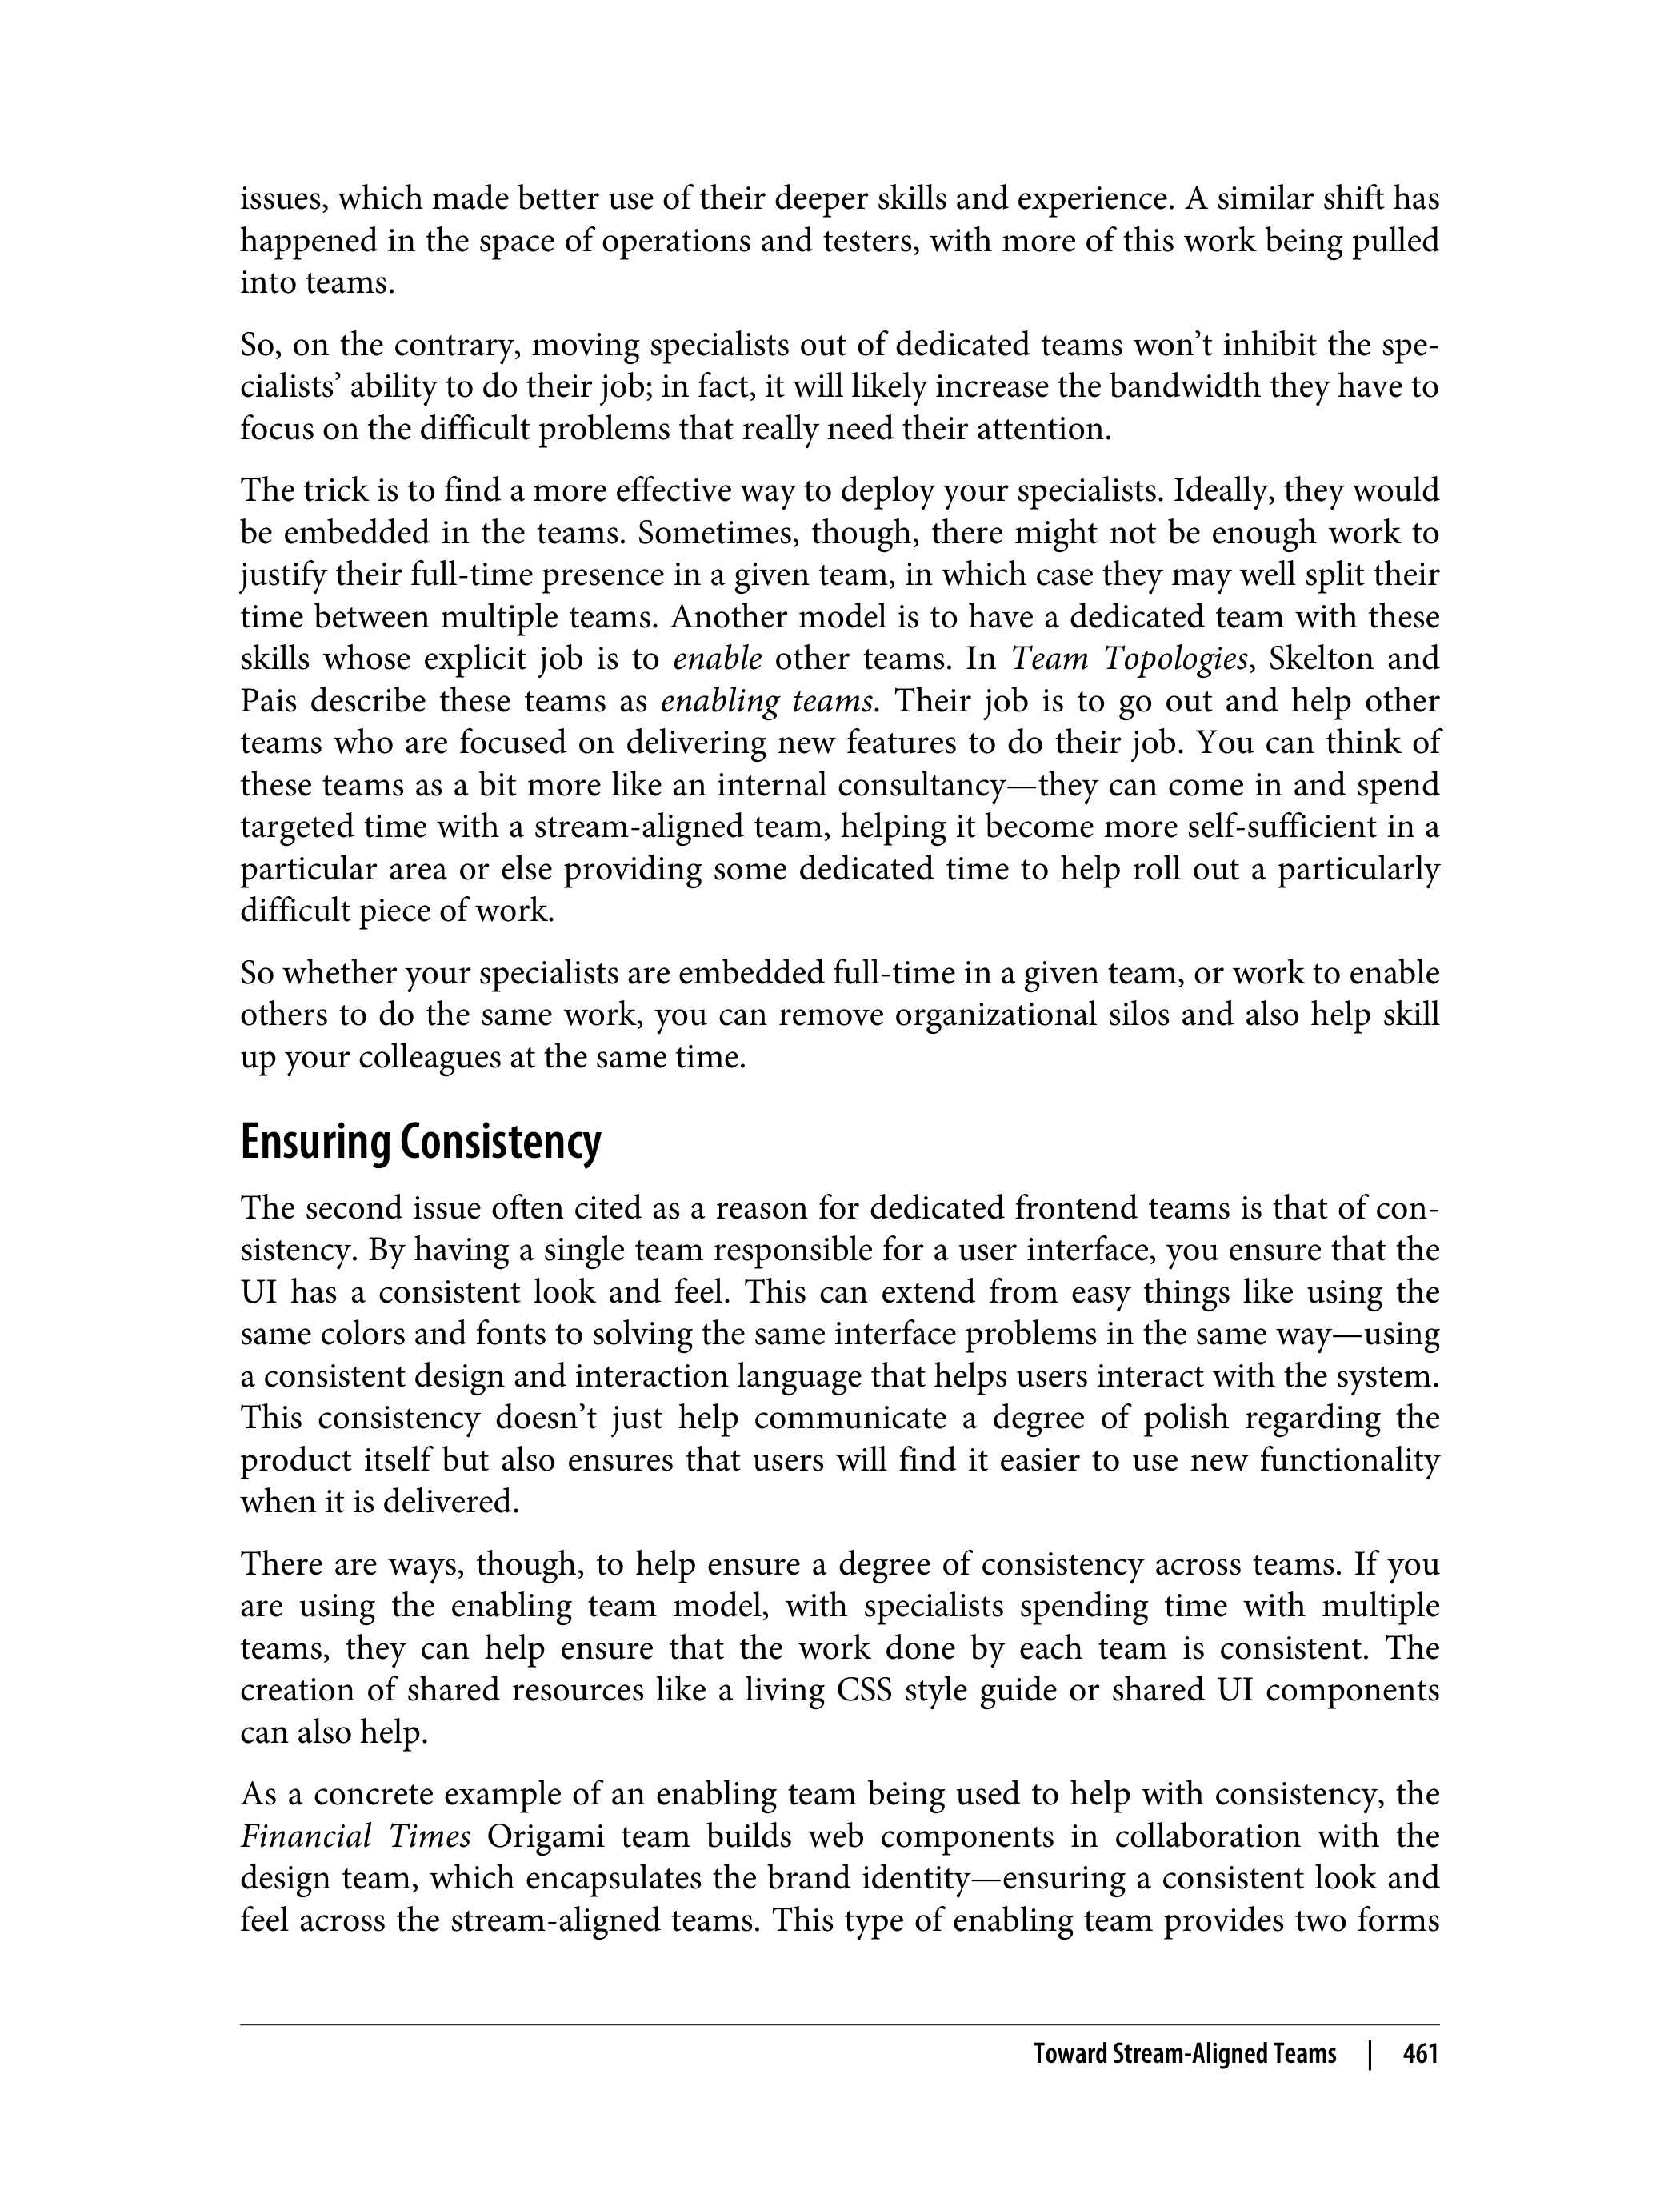 issues, which made better use of their deeper skills and experience. A similar shift has
happened in the space of operations and testers, with more of this work being pulled
into teams.
So, on the contrary, moving specialists out of dedicated teams won’t inhibit the spe-
cialists’ ability to do their job; in fact, it will likely increase the bandwidth they have to
focus on the difficult problems that really need their attention.
The trick is to find a more effective way to deploy your specialists. Ideally, they would
be embedded in the teams. Sometimes, though, there might not be enough work to
justify their full-time presence in a given team, in which case they may well split their
time between multiple teams. Another model is to have a dedicated team with these
skills whose explicit job is to enable other teams. In Team Topologies, Skelton and
Pais describe these teams as enabling teams. Their job is to go out and help other
teams who are focused on delivering new features to do their job. You can think of
these teams as a bit more like an internal consultancy—they can come in and spend
targeted time with a stream-aligned team, helping it become more self-sufficient in a
particular area or else providing some dedicated time to help roll out a particularly
difficult piece of work.
So whether your specialists are embedded full-time in a given team, or work to enable
others to do the same work, you can remove organizational silos and also help skill
up your colleagues at the same time.
Ensuring Consistency
The second issue often cited as a reason for dedicated frontend teams is that of con-
sistency. By having a single team responsible for a user interface, you ensure that the
UI has a consistent look and feel. This can extend from easy things like using the
same colors and fonts to solving the same interface problems in the same way—using
a consistent design and interaction language that helps users interact with the system.
This consistency doesn’t just help communicate a degree of polish regarding the
product itself but also ensures that users will find it easier to use new functionality
when it is delivered.
There are ways, though, to help ensure a degree of consistency across teams. If you
are using the enabling team model, with specialists spending time with multiple
teams, they can help ensure that the work done by each team is consistent. The
creation of shared resources like a living CSS style guide or shared UI components
can also help.
As a concrete example of an enabling team being used to help with consistency, the
Financial Times Origami team builds web components in collaboration with the
design team, which encapsulates the brand identity—ensuring a consistent look and
feel across the stream-aligned teams. This type of enabling team provides two forms
Toward Stream-Aligned Teams | 461